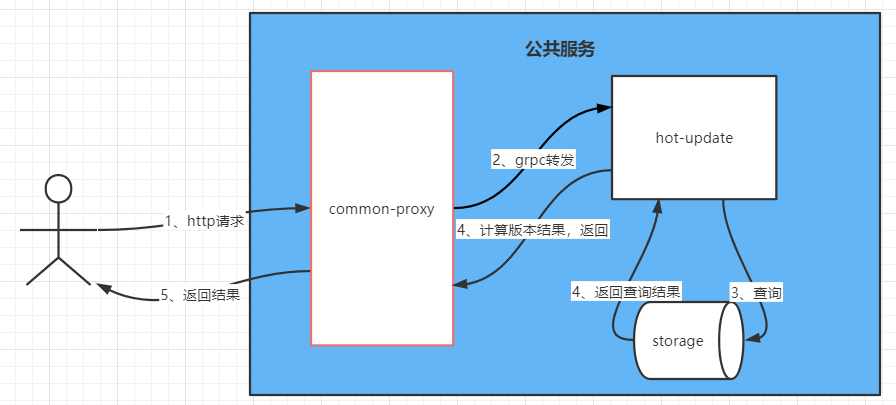 公共服务
hot-update
2、grpc转发
common-proxy
1、http请求
4、计算版本结果，返回
5、返回结果
4、返回查询结果
3、查询
storage